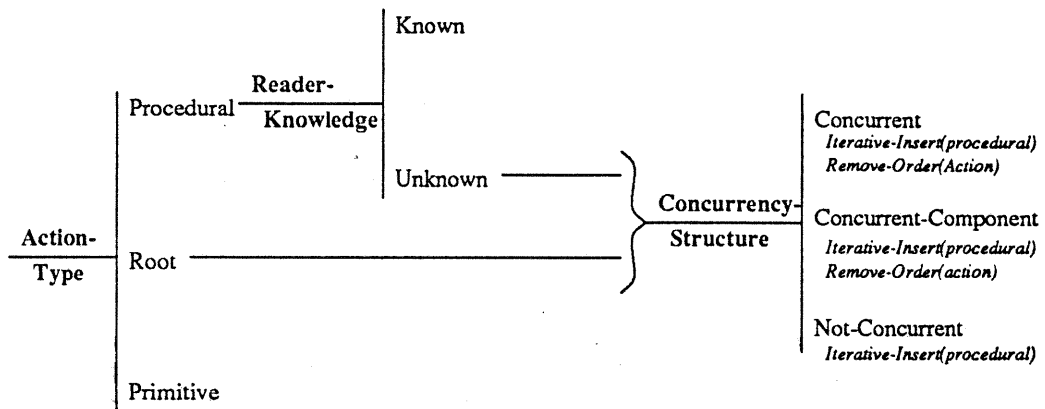 Known
Reader-
Procedural
Knowledge
Concurrent
Iterative-Insert(procedural)
Remove-Order(Action)
Unknown
Concurrency-
Structure
Concurrent-Component
Iterative-Insert(procedural)
Remove-Order(action)
Action-
Type
Root
Not-Concurrent
Iterative-Insert(procedural)
Primitive